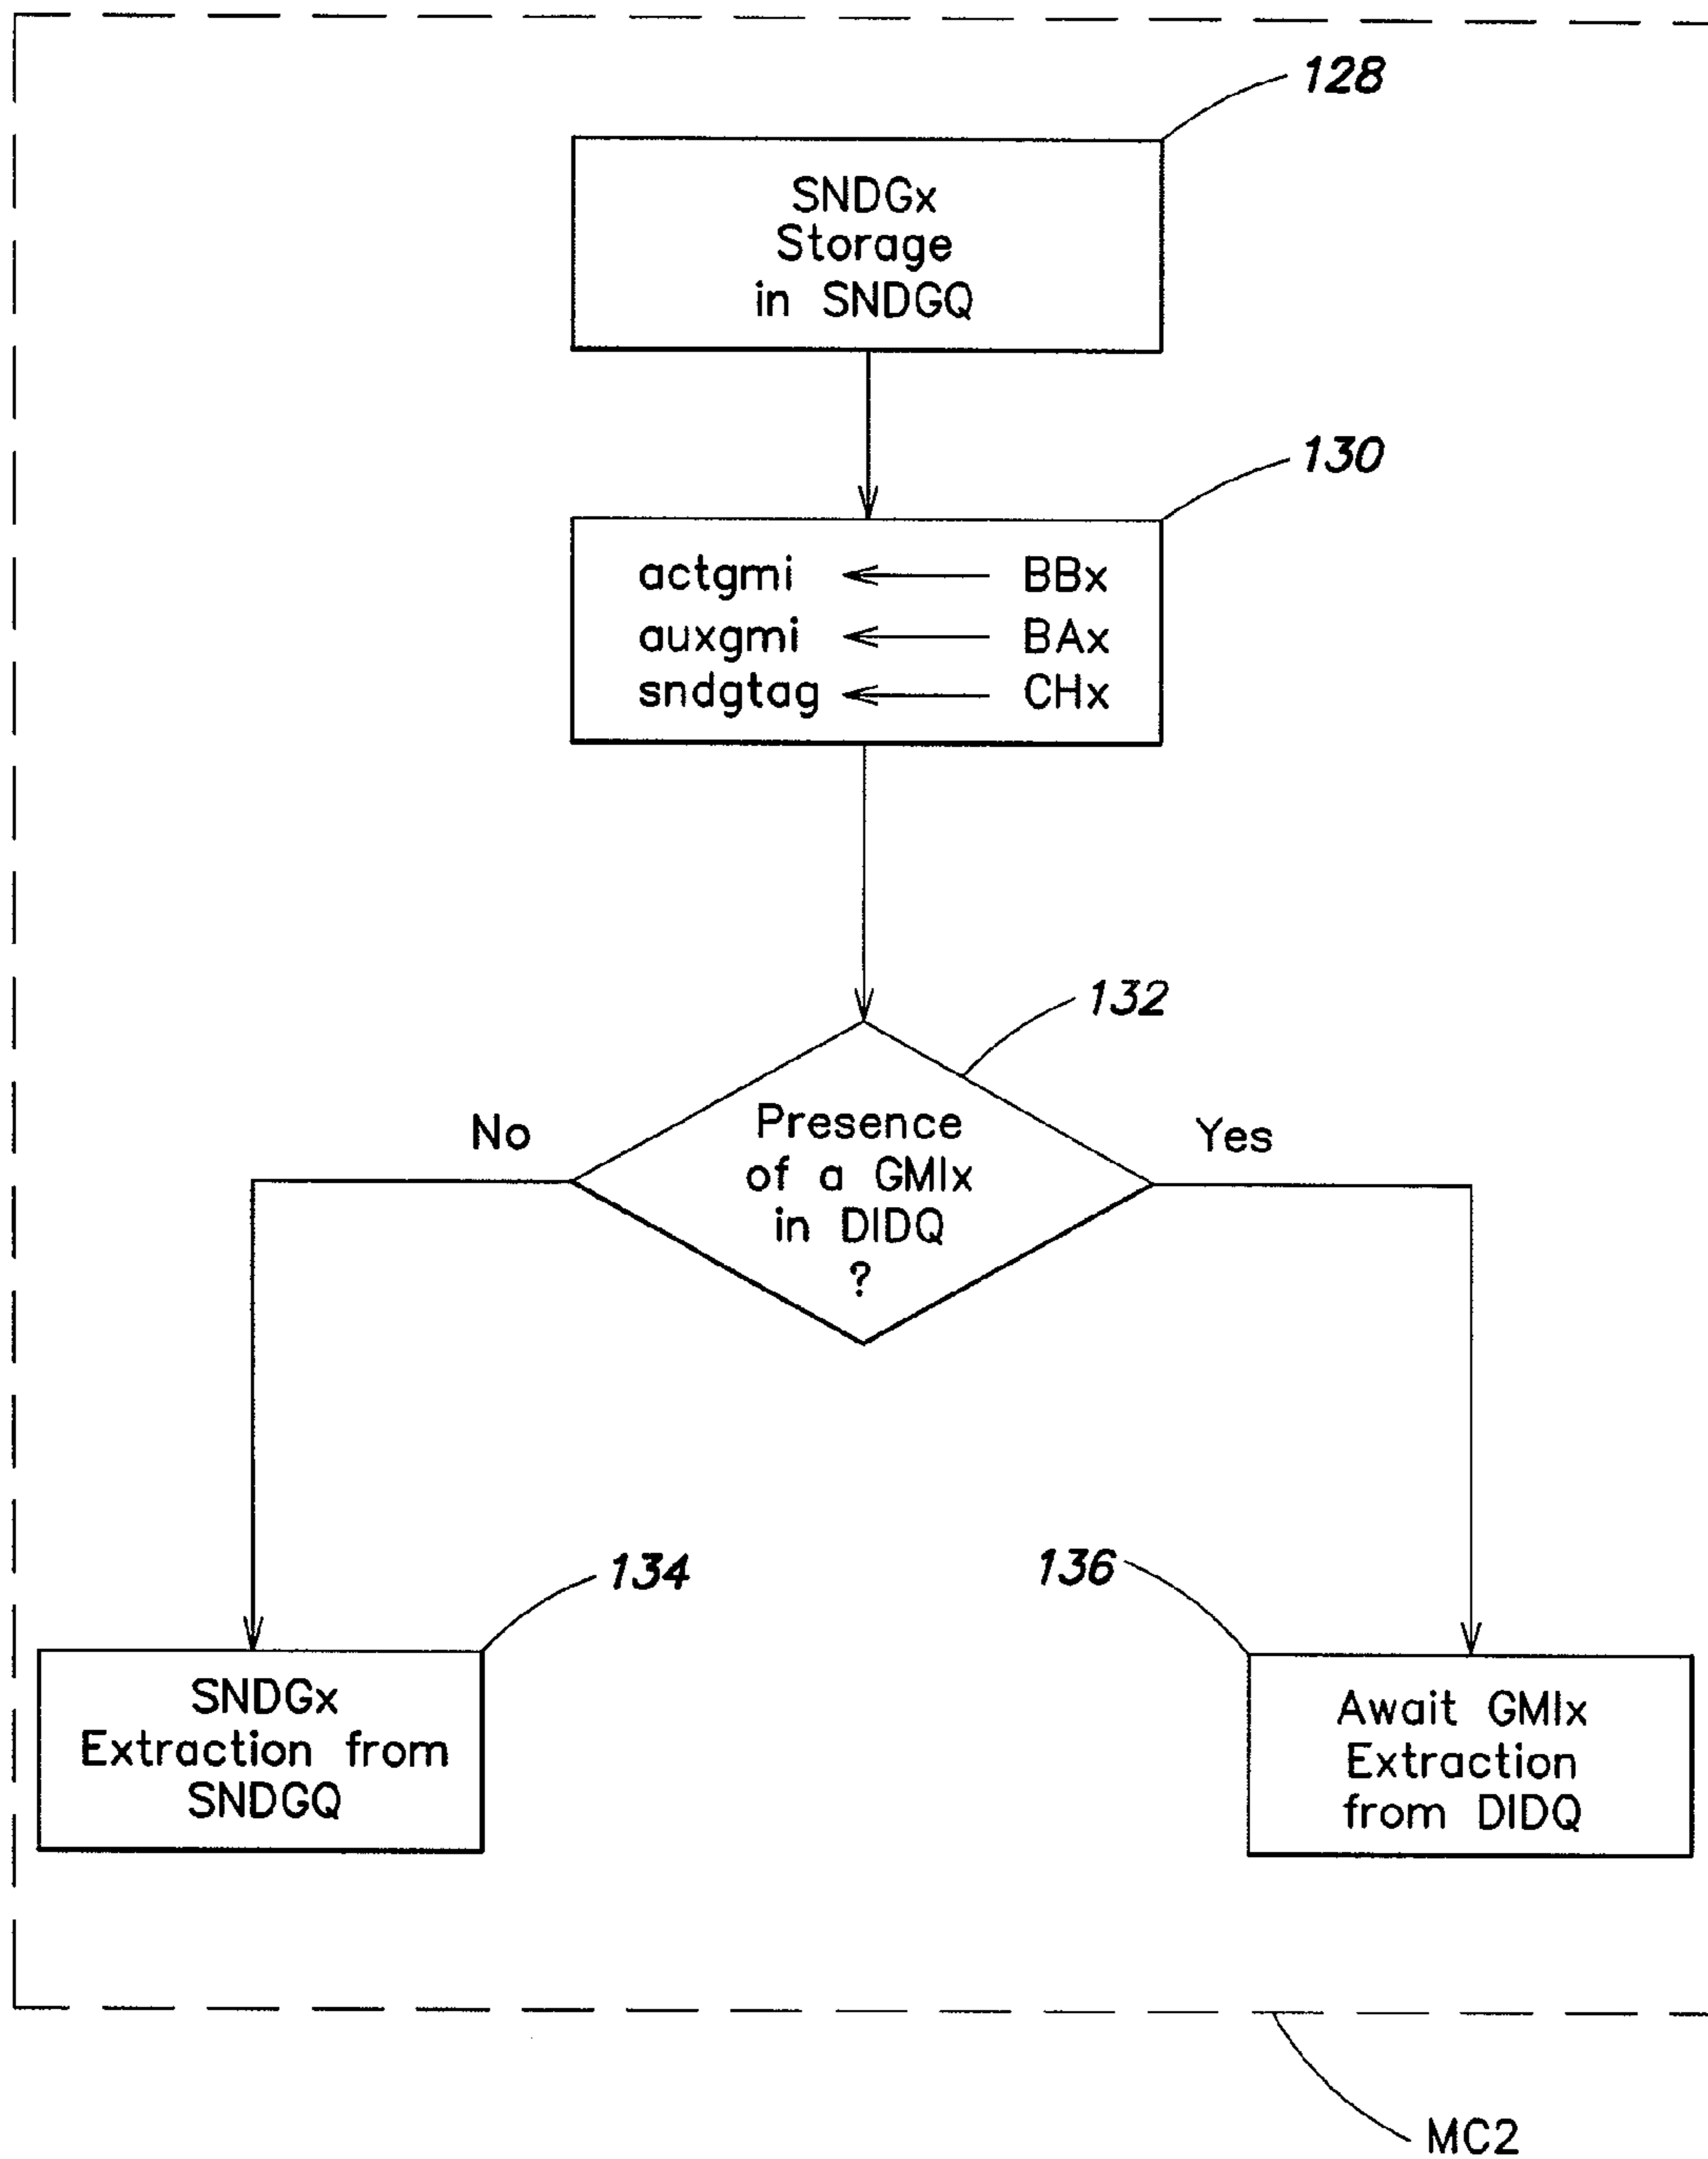 128
SNDGx
Storage
in SNDGQ
130
actgmi BBx
auxgmi BAx
sndgtag CHx
132
No
Presence
of a GMIx
in DIDQ
?
Yes
134
136
SNDGx
Extraction from
SNDGQ
Await GMIx
Extraction
from DIDQ
MC2